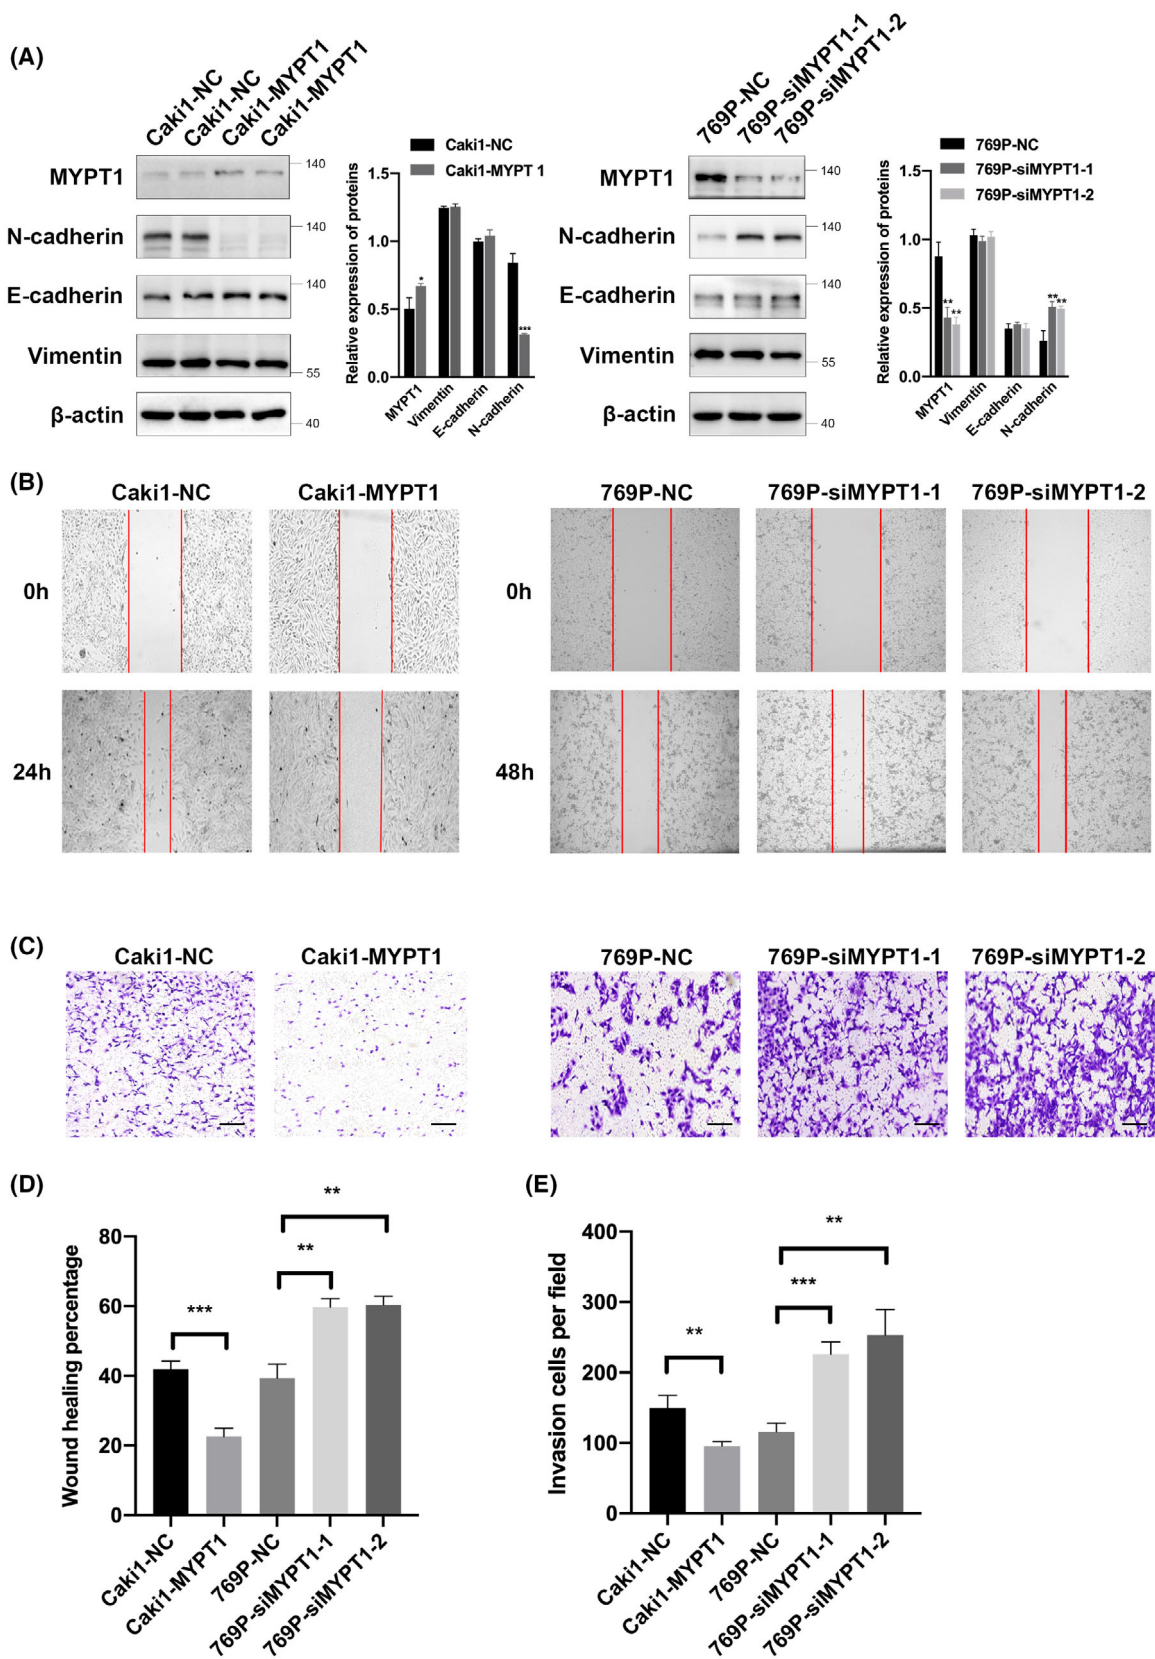 (A)
Caki1-NC
Caki1-NC
Caki1-MYPT1
Caki1-MYPT1
MYPT1
140
N-cadherin
140
E-cadherin
140
Vimentin
55
β-actin
40
Caki1-NC
Caki1-MYPT 1
Relative expression of proteins
1.5
1.0
0.5
0.0
*
***
MYPT1
Vimentin
E-cadherin
N-cadherin
769P-NC
769P-siMYPT1-1
769P-siMYPT1-2
MYPT1
140
N-cadherin
140
E-cadherin
140
Vimentin
55
β-actin
40
769P-NC
769P-siMYPT1-1
769P-siMYPT1-2
Relative expression of proteins
1.5
1.0
0.5
0.0
**
**
**
**
MYPT1
Vimentin
E-cadherin
N-cadherin
(B)
Caki1-NC
Caki1-MYPT1
769P-NC
769P-siMYPT1-1
769P-siMYPT1-2
0h
0h
24h
48h
(C)
Caki1-NC
Caki1-MYPT1
769P-NC
769P-siMYPT1-1
769P-siMYPT1-2
(D)
Wound healing percentage
80
60
40
20
0
***
**
**
Caki1-NC
Caki1-MYPT1
769P-NC
769P-siMYPT1-1
769P-siMYPT1-2
(E)
Invasion cells per field
400
300
200
100
0
**
***
**
Caki1-NC
Caki1-MYPT1
769P-NC
769P-siMYPT1-1
769P-siMYPT1-2